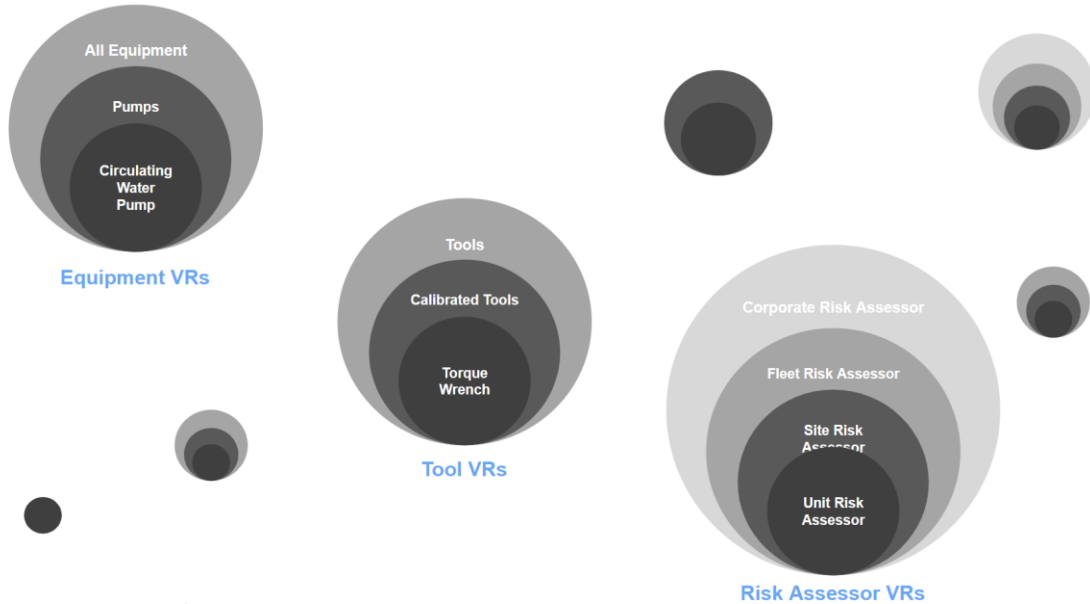 All Equipment
Pumps
CIrculating
Water
Pump
Equipment VRs
Tools
Calibrated Tools
Torque
Wrench
Tool VRs
Corporate Risk Assessor
Fleet Risk Assessor
Site Risk
Assessor
Unit Risk
Assessor
Risk Assessor VRs